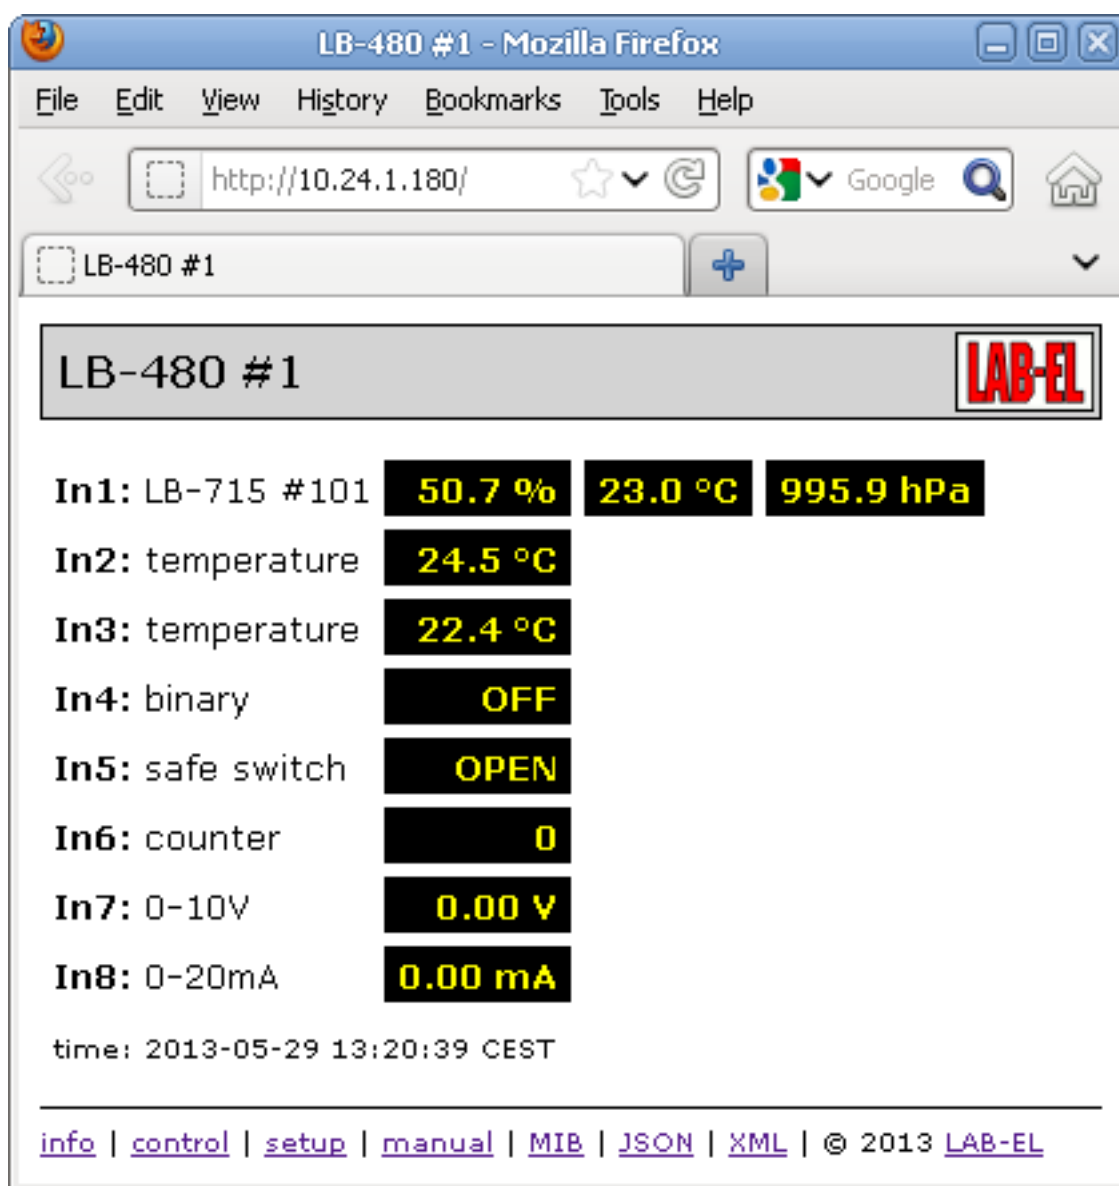 LB-480 #1 - Mozilla Firefox
File Edit View History Bookmarks Tools Help
http://10.24.1.180/ Google
LB-480 #1
LB-480 #1 LAB-EL
In1: LB-715 #101 50.7 % 23.0 °C 995.9 hPa
In2: temperature 24.5 °C
In3: temperature 22.4 °C
In4: binary OFF
In5: safe switch OPEN
In6: counter 0
In7: 0-10V 0.00 V
In8: 0-20mA 0.00 mA
time: 2013-05-29 13:20:39 CEST
info | control | setup | manual | MIB | JSON | XML | © 2013 LAB-EL